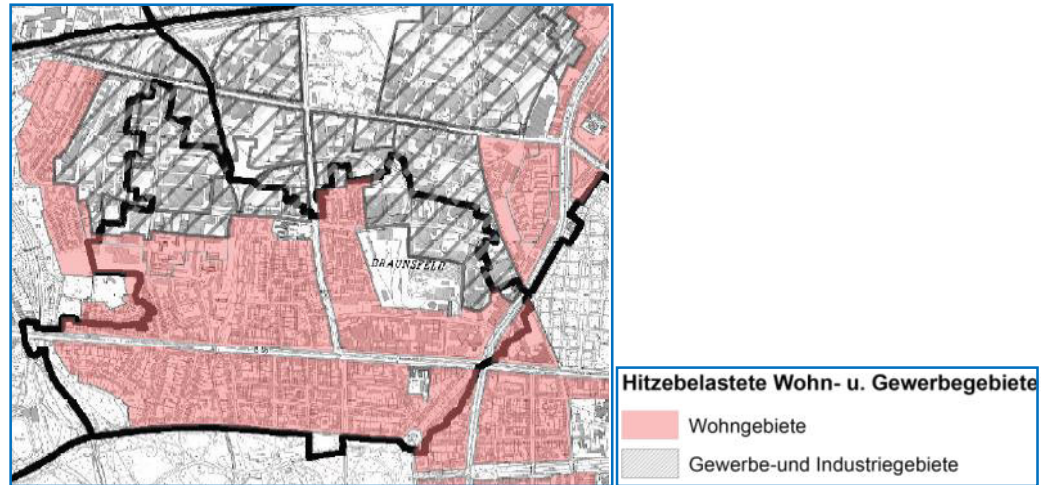 BRAUNSFELD
Hitzebelastete Wohn- u. Gewerbegebiete
Wohngebiete
Gewerbe-und Industriegebiete